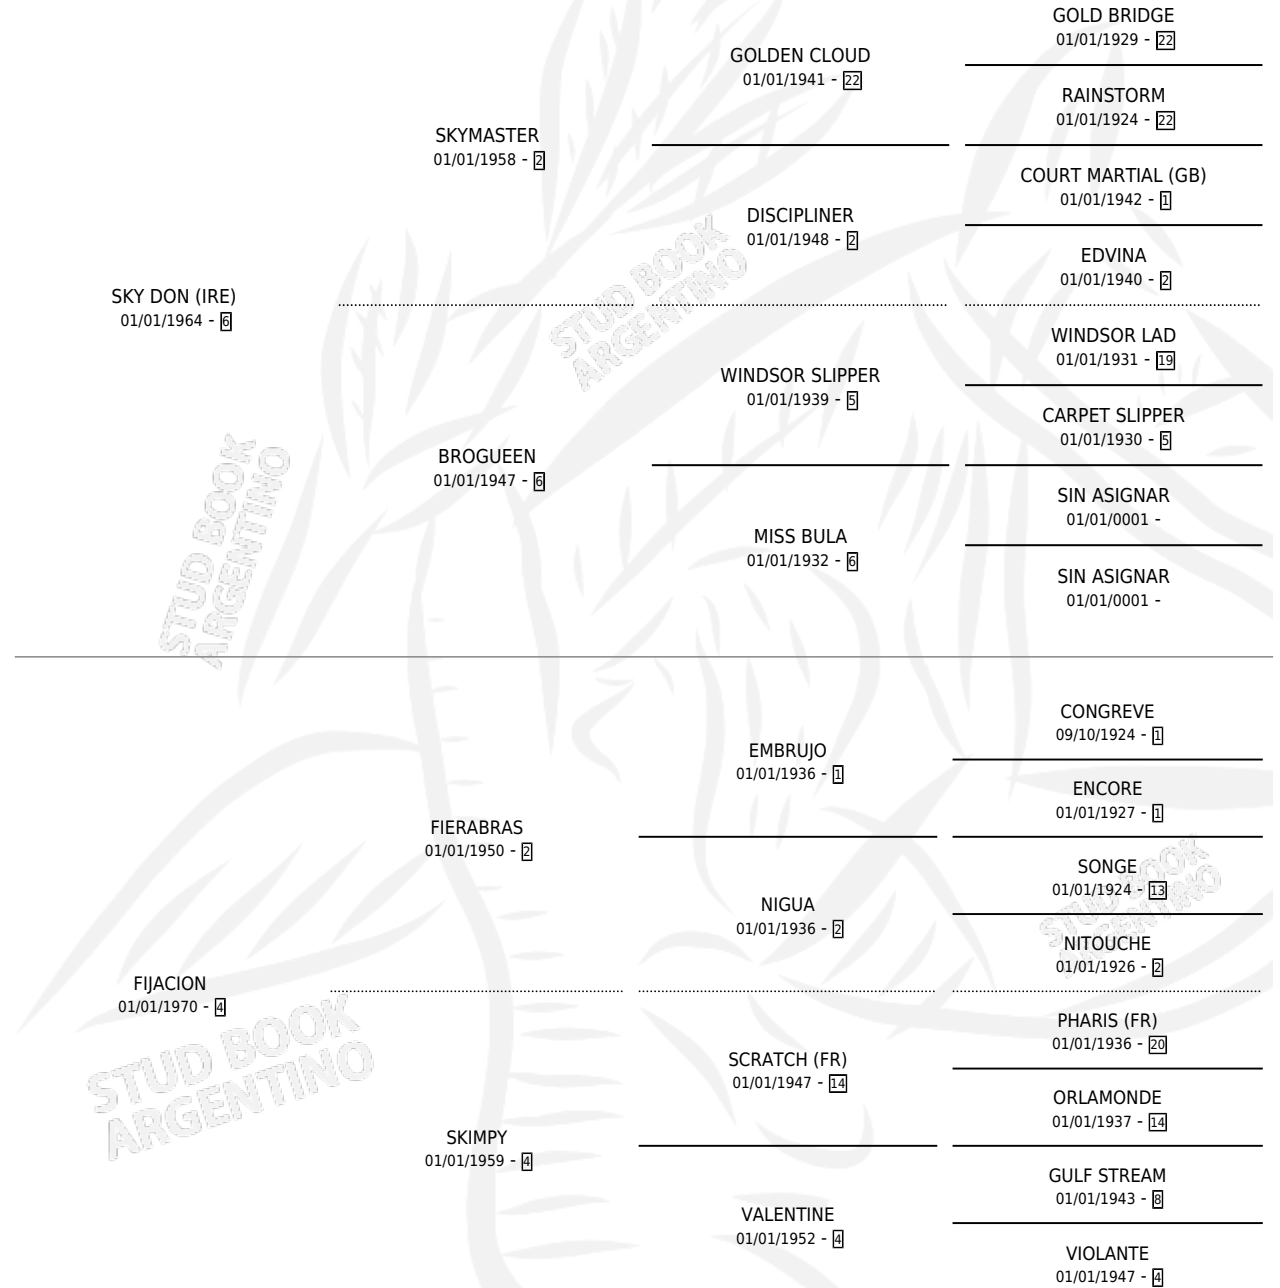 GOLD BRIDGE
01/01/1929 - 22
GOLDEN CLOUD
01/01/1941 - 22
RAINSTORM
01/01/1924 - 22
SKYMASTER
01/01/1958 - 2
COURT MARTIAL (GB)
01/01/1942 - 1
DISCIPLINER
01/01/1948 - 2
EDVINA
01/01/1940 - 2
SKY DON (IRE)
01/01/1964 - 6
WINDSOR LAD
01/01/1931 - 19
WINDSOR SLIPPER
01/01/1939 - 5
CARPET SLIPPER
01/01/1930 - 5
BROGUEEN
01/01/1947 - 6
SIN ASIGNAR
01/01/0001 -
MISS BULA
01/01/1932 - 6
SIN ASIGNAR
01/01/0001 -
CONGREVE
09/10/1924 - 1
EMBRUJO
01/01/1936 - 1
ENCORE
01/01/1927 - 1
FIERABRAS
01/01/1950 - 2
SONGE
01/01/1924 - 13
NIGUA
01/01/1936 - 2
NITOUCHE
01/01/1926 - 2
FIJACION
01/01/1970 - 4
PHARIS (FR)
01/01/1936 - 20
SCRATCH (FR)
01/01/1947 - 14
ORLAMONDE
01/01/1937 - 14
SKIMPY
01/01/1959 - 4
GULF STREAM
01/01/1943 - 8
VALENTINE
01/01/1952 - 4
VIOLANTE
01/01/1947 - 4
STUD BOOK
ARGENTINO
STUD BOOK
ARGENTINO
STUD BOOK
ARGENTINO
STUD BOOK
ARGENTINO